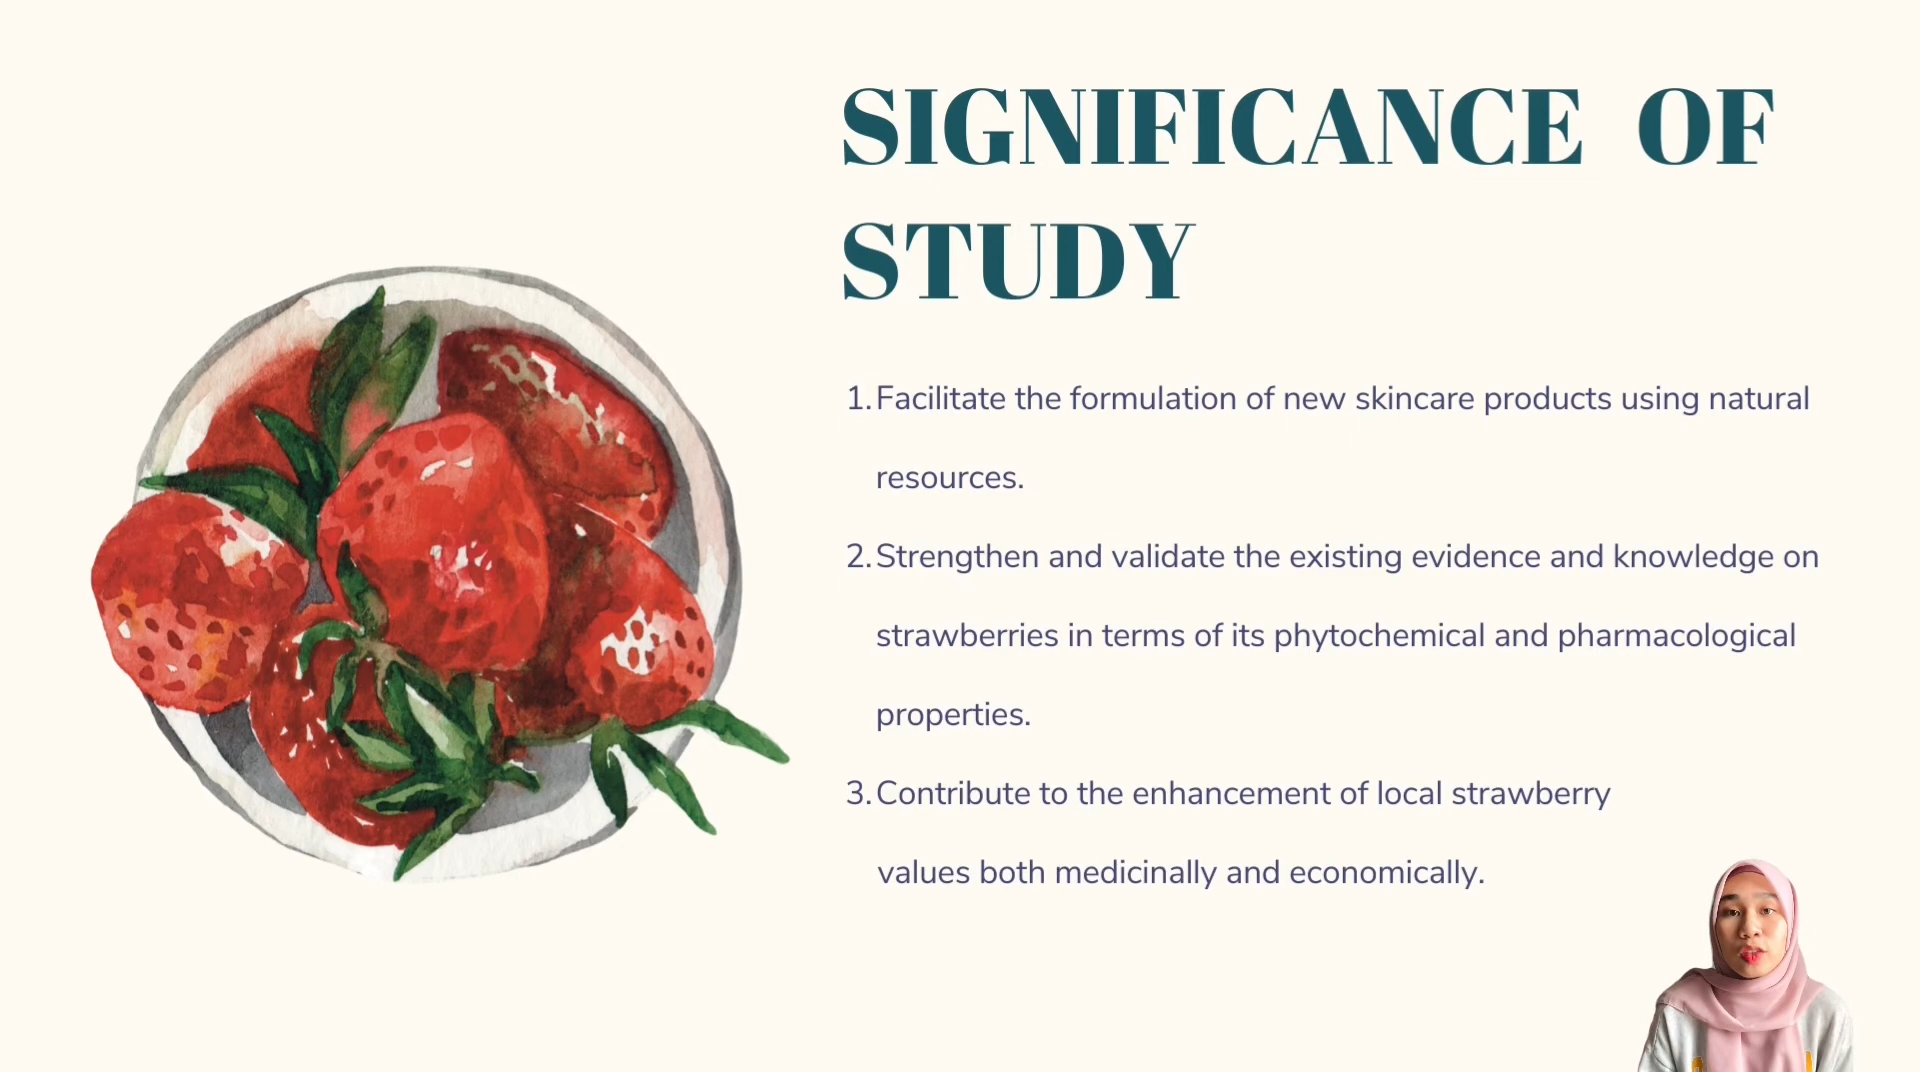 SIGNIFICANCE OF
STUDY
1. Facilitate the formulation of new skincare products using natural
resources.
2. Strengthen and validate the existing evidence and knowledge on
strawberries in terms of its phytochemical and pharmacological
properties.
3. Contribute to the enhancement of local strawberry
values both medicinally and economically.